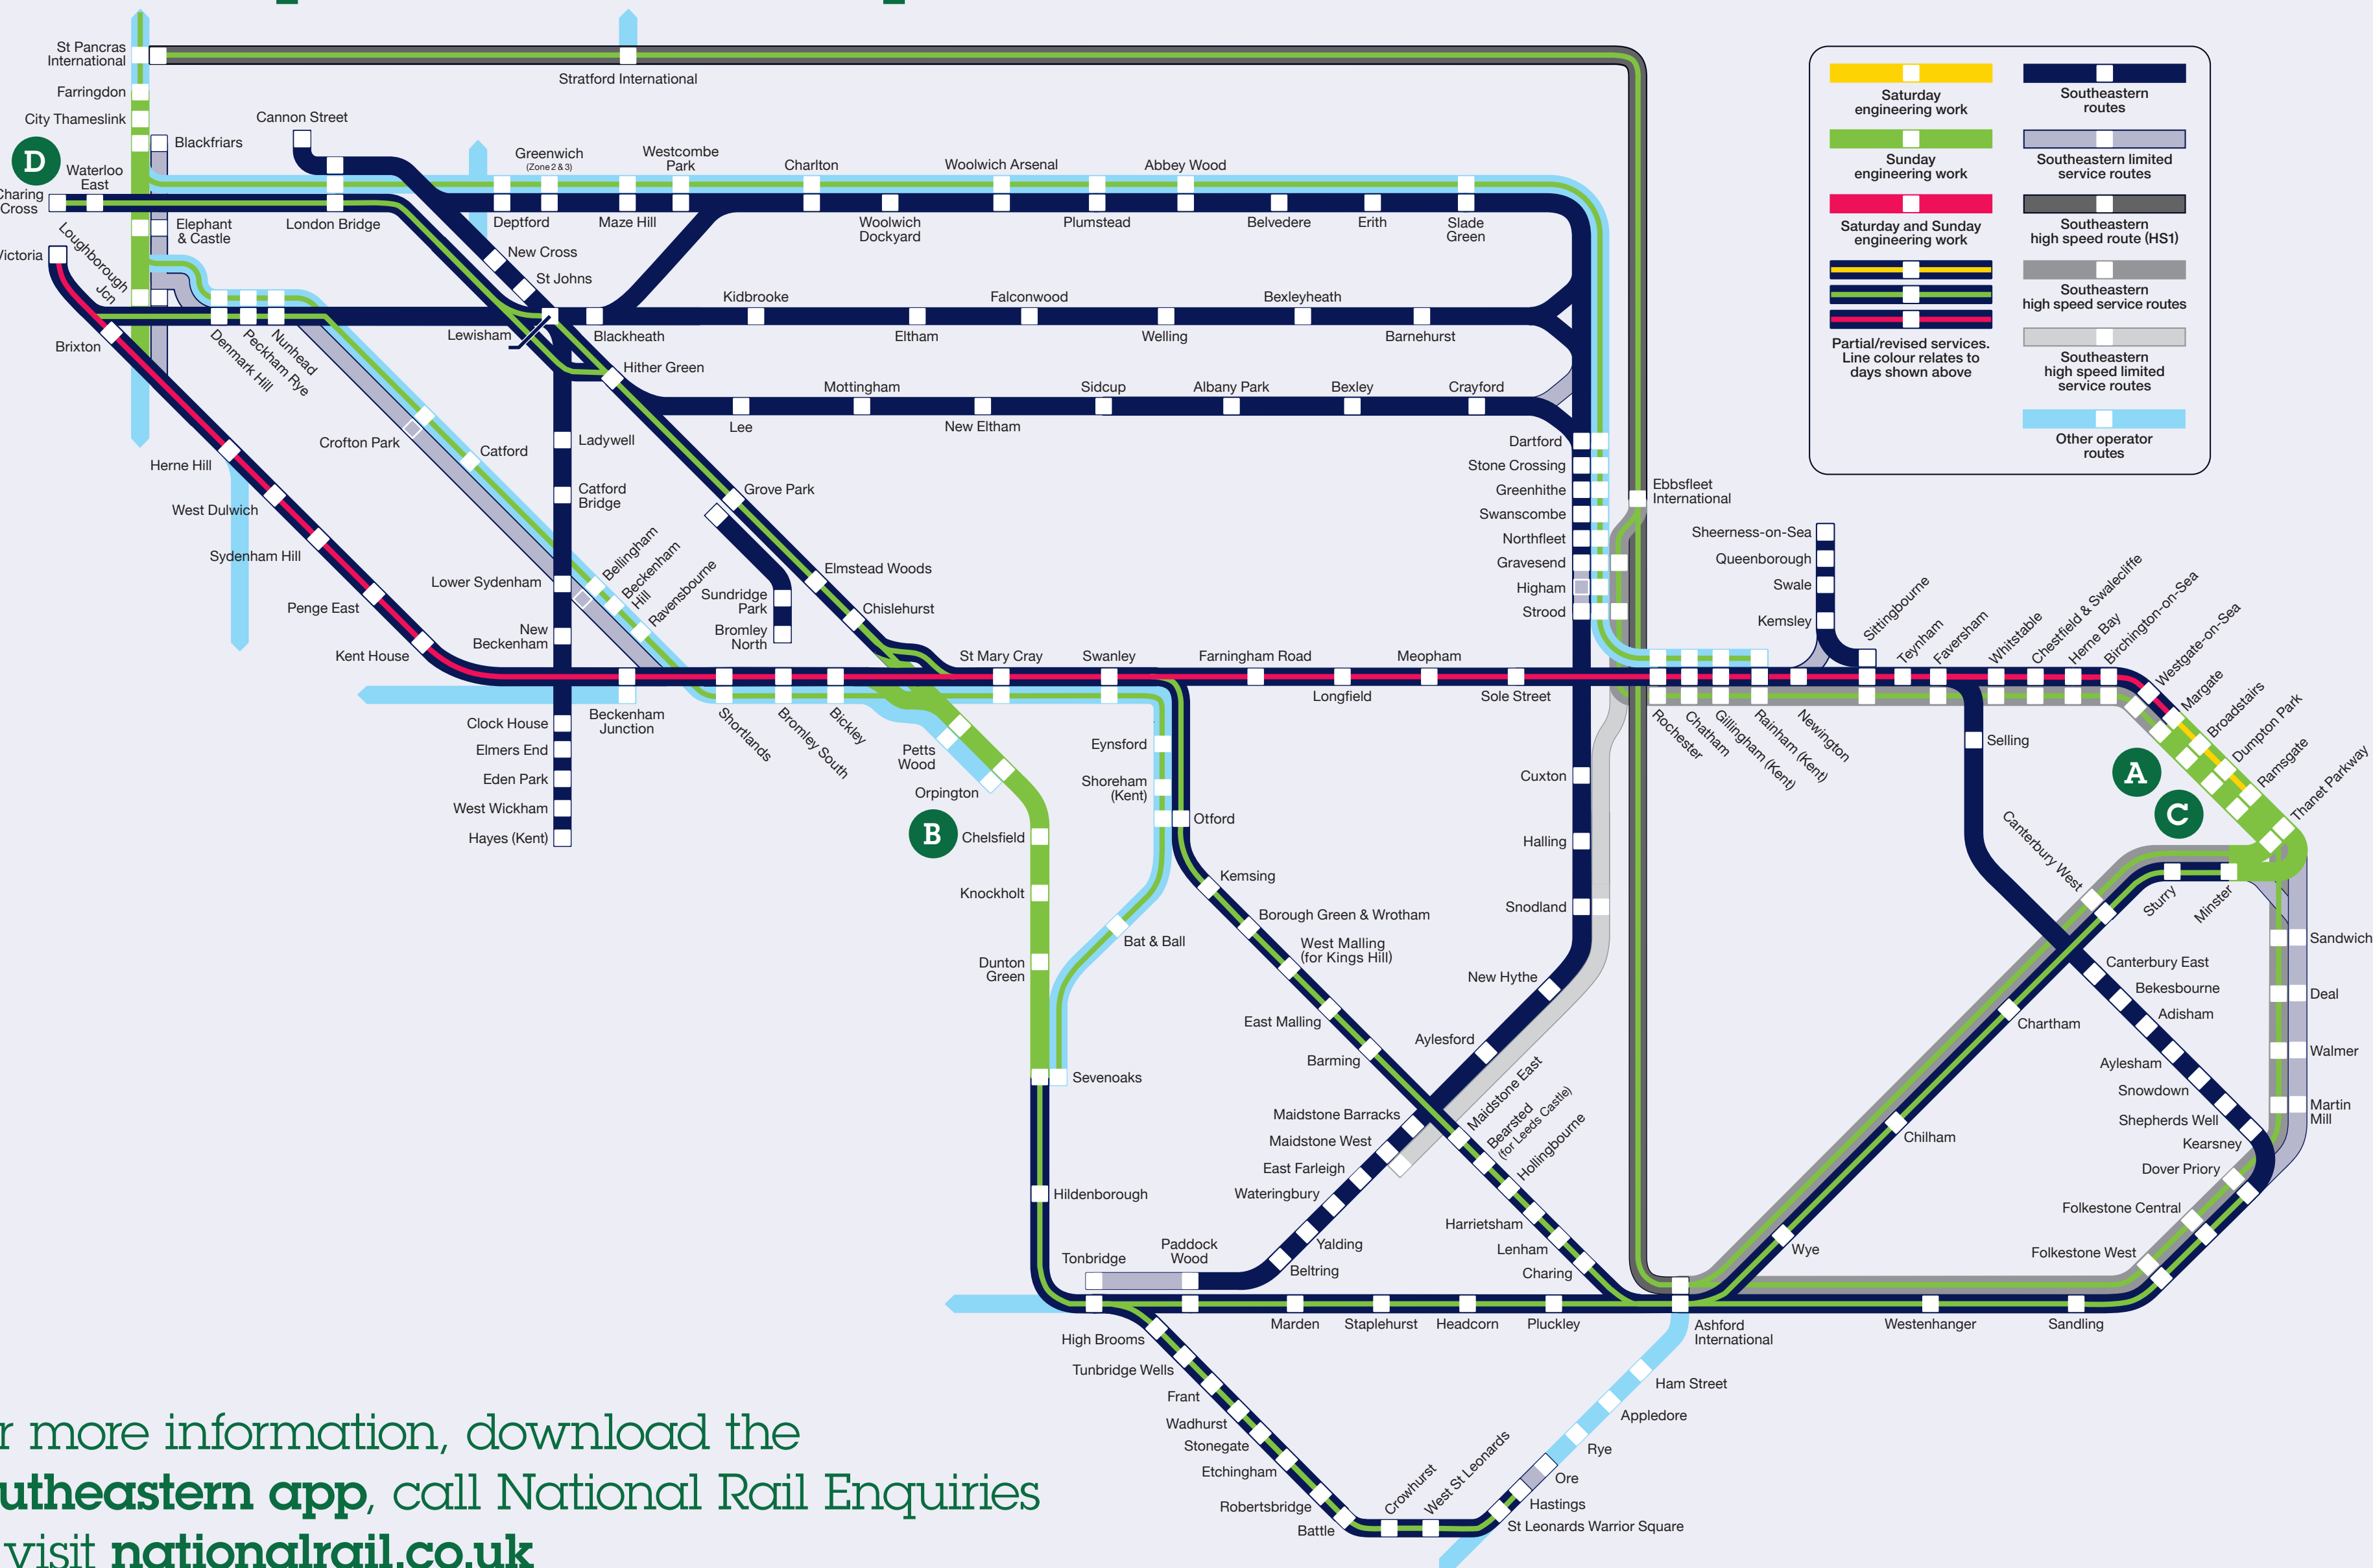 St Pancras
International
Stratford International
Farringdon
City Thameslink
Cannon Street
Blackfriars
D
Waterloo
East
Charing
Cross
Elephant
& Castle
London Bridge
Victoria
Loughborough
Jcn
Greenwich
(Zone 2 & 3)
Westcombe
Park
Charlton
Woolwich Arsenal
Abbey Wood
Deptford
Maze Hill
Woolwich
Dockyard
Plumstead
Belvedere
Erith
Slade
Green
New Cross
St Johns
Lewisham
Blackheath
Kidbrooke
Eltham
Falconwood
Welling
Bexleyheath
Barnehurst
Brixton
Denmark Hill
Peckham Rye
Nunhead
Hither Green
Lee
Mottingham
New Eltham
Sidcup
Albany Park
Bexley
Crayford
Crofton Park
Catford
Ladywell
Catford
Bridge
Herne Hill
West Dulwich
Sydenham Hill
Penge East
Kent House
Lower Sydenham
New
Beckenham
Bellingham
Beckenham
Hill
Ravensbourne
Grove Park
Sundridge
Park
Bromley
North
Elmstead Woods
Chislehurst
Dartford
Stone Crossing
Greenhithe
Swanscombe
Northfleet
Gravesend
Higham
Strood
Ebbsfleet
International
Sheerness-on-Sea
Queenborough
Swale
Kemsley
Sittingbourne
Teynham
Faversham
Whitstable
Chestfield & Swalecliffe
Herne Bay
Birchington-on-Sea
Westgate-on-Sea
Margate
Broadstairs
Dumpton Park
Ramsgate
Thanet Parkway
St Mary Cray
Swanley
Farningham Road
Longfield
Meopham
Sole Street
Rochester
Chatham
Gillingham (Kent)
Rainham (Kent)
Newington
Clock House
Elmers End
Eden Park
West Wickham
Hayes (Kent)
Beckenham
Junction
Shortlands
Bromley South
Bickley
Petts
Wood
Orpington
Eynsford
Shoreham
(Kent)
Otford
Selling
A
C
B
Chelsfield
Knockholt
Dunton
Green
Sevenoaks
Bat & Ball
Kemsing
Borough Green & Wrotham
West Malling
(for Kings Hill)
East Malling
Barming
Cuxton
Halling
Snodland
New Hythe
Aylesford
Maidstone Barracks
Maidstone West
East Farleigh
Wateringbury
Yalding
Beltring
Maidstone East
Bearsted
(for Leeds Castle)
Hollingbourne
Harrietsham
Lenham
Charing
Canterbury West
Sturry
Minster
Sandwich
Deal
Walmer
Martin
Mill
Canterbury East
Bekesbourne
Adisham
Aylesham
Snowdown
Shepherds Well
Kearsney
Dover Priory
Folkestone Central
Folkestone West
Chartham
Chilham
Wye
Hildenborough
Tonbridge
Paddock
Wood
Marden
Staplehurst
Headcorn
Pluckley
Ashford
International
Westenhanger
Sandling
High Brooms
Tunbridge Wells
Frant
Wadhurst
Stonegate
Etchingham
Robertsbridge
Battle
Crowhurst
West St Leonards
St Leonards Warrior Square
Hastings
Ore
Rye
Appledore
Ham Street
Saturday
engineering work
Sunday
engineering work
Saturday and Sunday
engineering work
Partial/revised services.
Line colour relates to
days shown above
Southeastern
routes
Southeastern limited
service routes
Southeastern
high speed route (HS1)
Southeastern
high speed service routes
Southeastern
high speed limited
service routes
Other operator
routes
r more information, download the
utheastern app, call National Rail Enquiries
visit nationalrail.co.uk